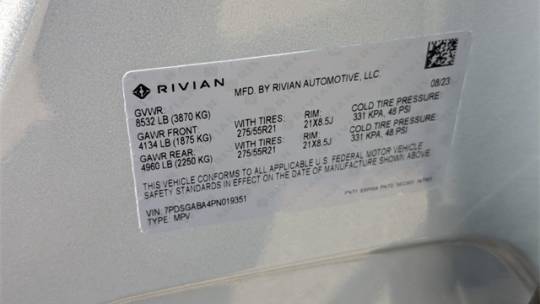 RIVIAN
MFD. BY RIVIAN AUTOMOTIVE, LLC.
08/23
GVWR:
8532 LB (3870 KG)
GAWR FRONT: WITH TIRES: RIM: COLD TIRE PRESSURE:
4134 LB (1875 KG) 275/55R21 21X8.5J 331 KPA, 48 PSI
GAWR REAR: WITH TIRES: RIM: COLD TIRE PRESSURE:
4960 LB (2250 KG) 275/55R21 21X8.5J 331 KPA, 48 PSI
THIS VEHICLE CONFORMS TO ALL APPLICABLE U.S. FEDERAL MOTOR VEHICLE
SAFETY STANDARDS IN EFFECT ON THE DATE OF MANUFACTURE SHOWN ABOVE.
VIN: 7PDSGABA4PN019351
TYPE: MPV